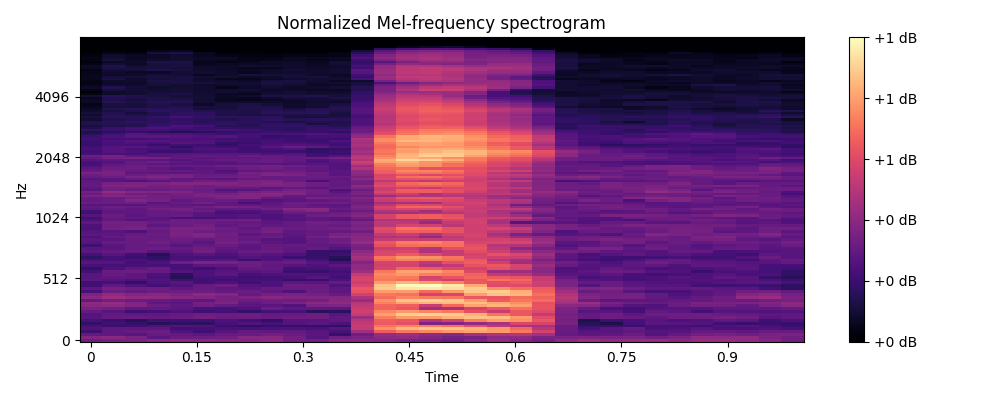 Normalized Mel-frequency spectrogram
+1 dB
4096
+1 dB
2048
+1 dB
Hz
1024
+0 dB
512
+0 dB
0
+0 dB
0 0.15 0.3 0.45 0.6 0.75 0.9
Time